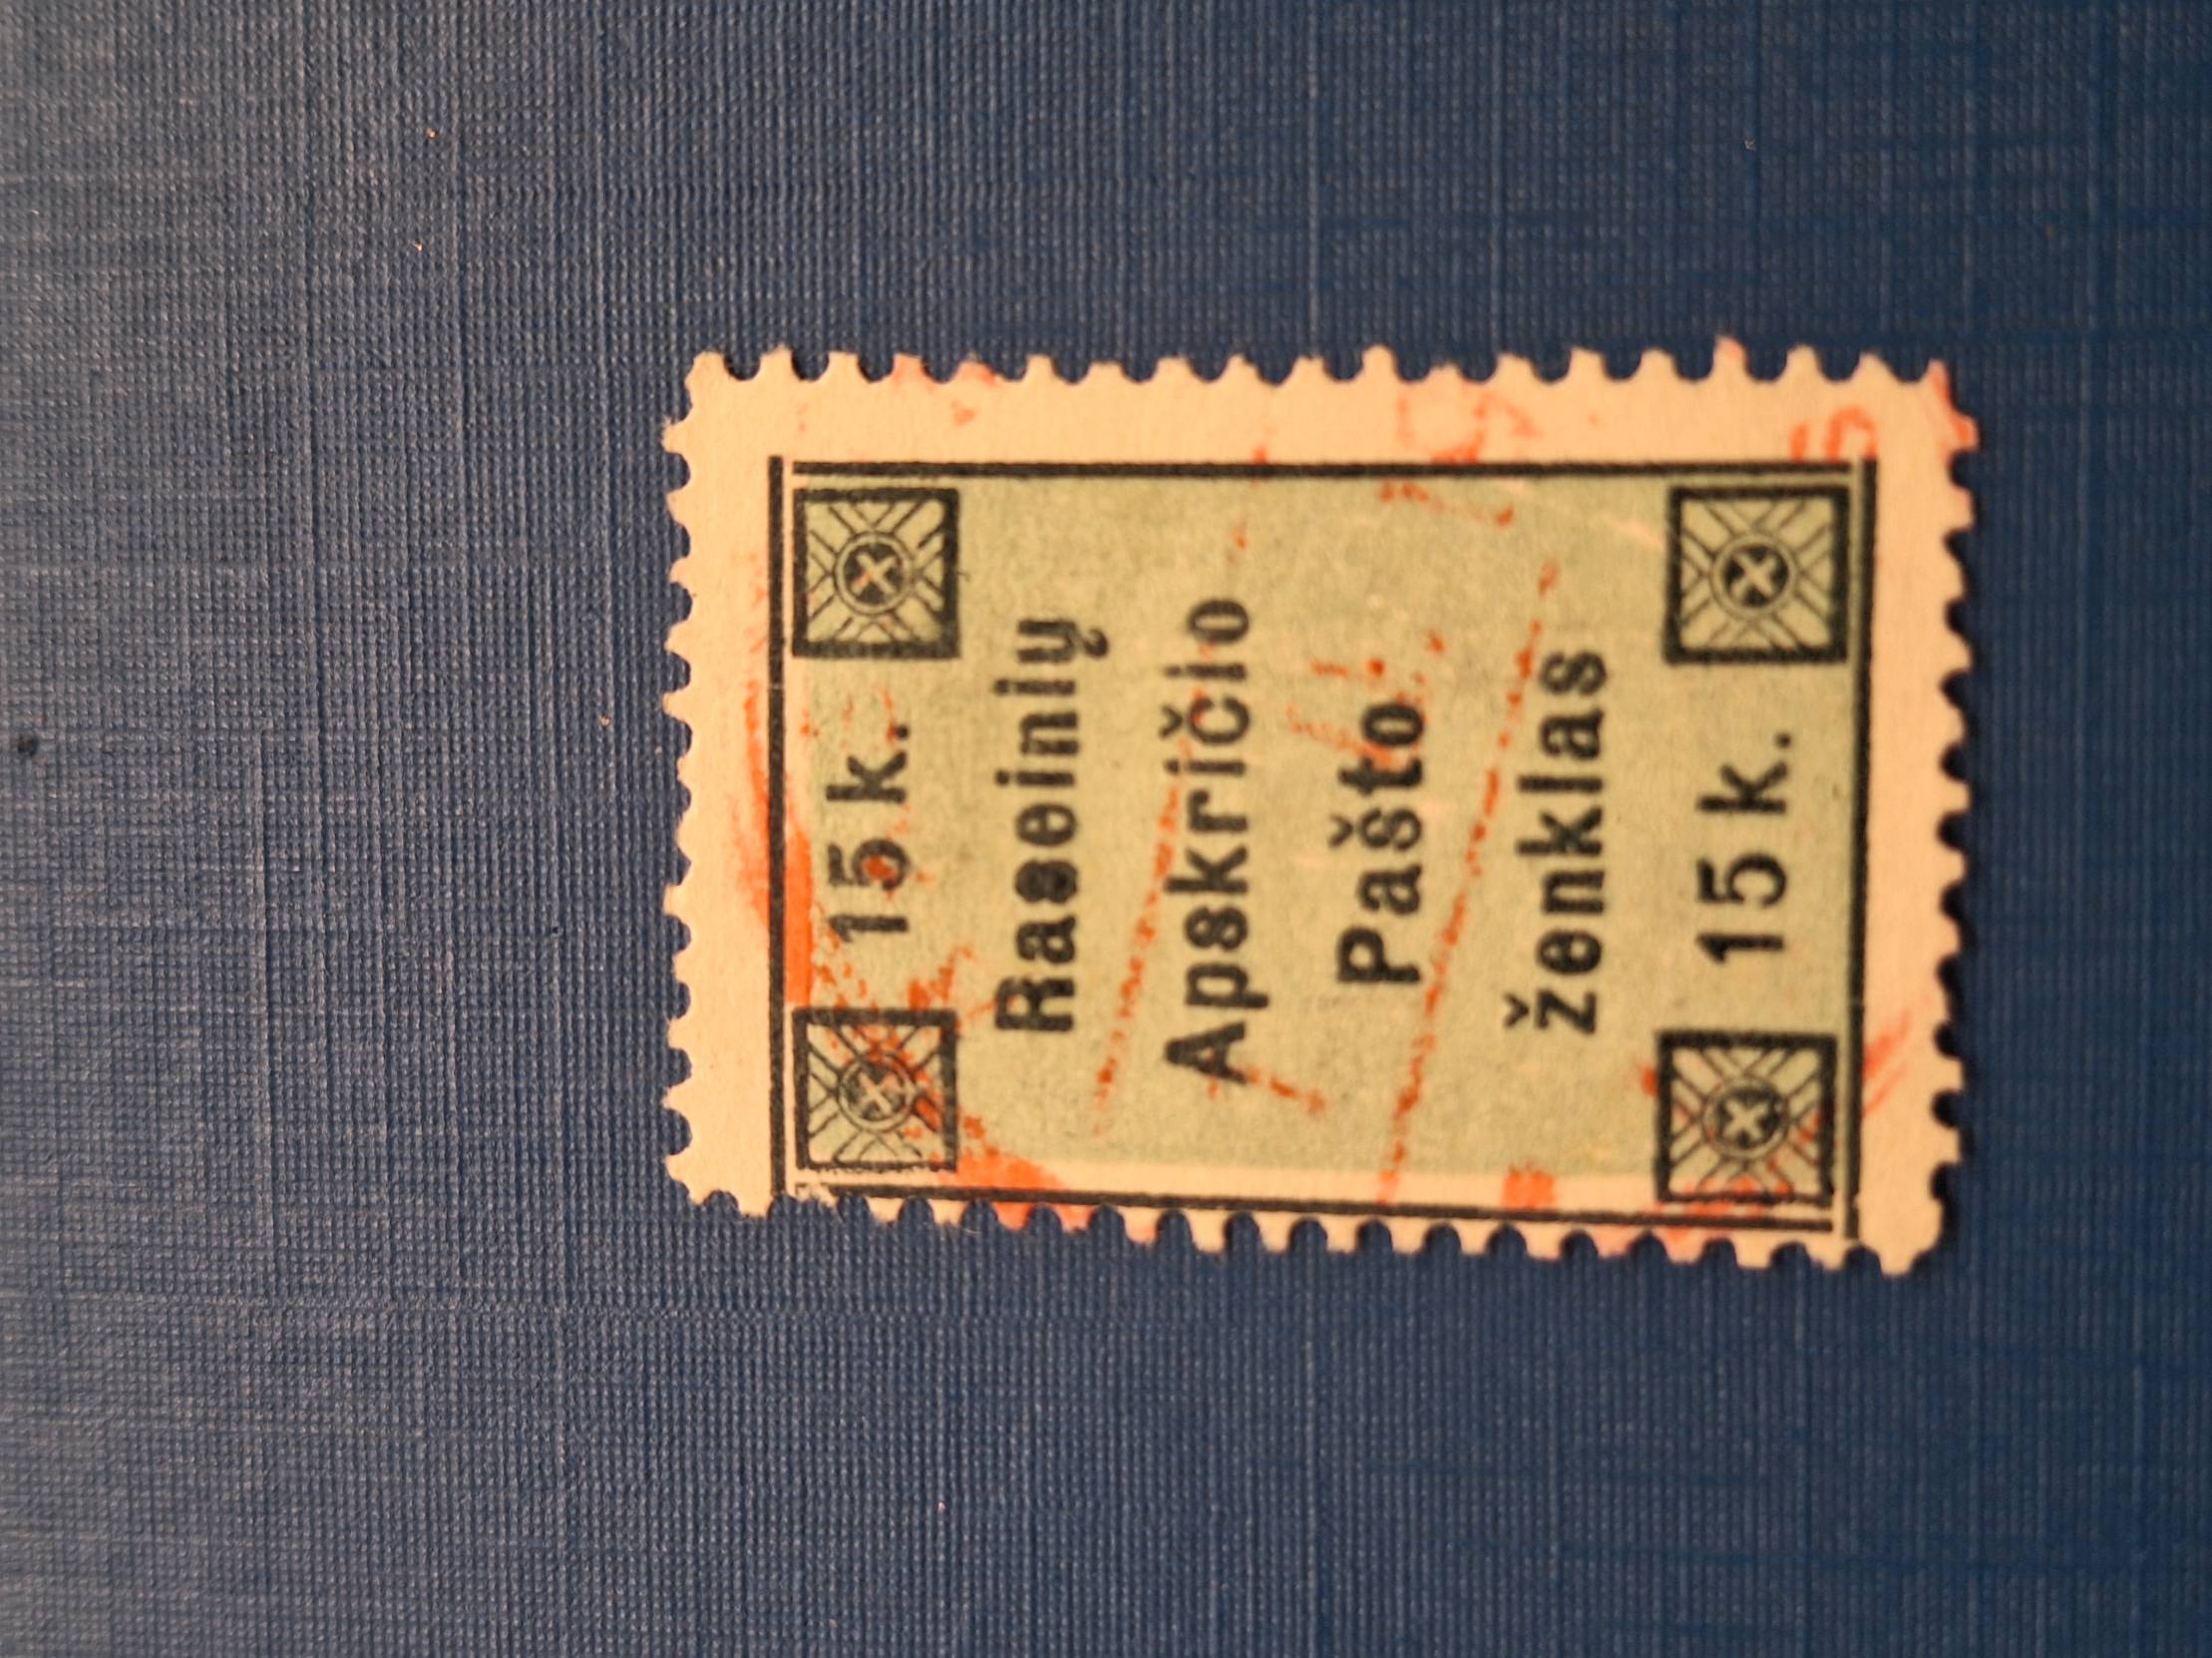 15 k.
Raseinių
Apskričio
Pašto
ženklas
15 k.